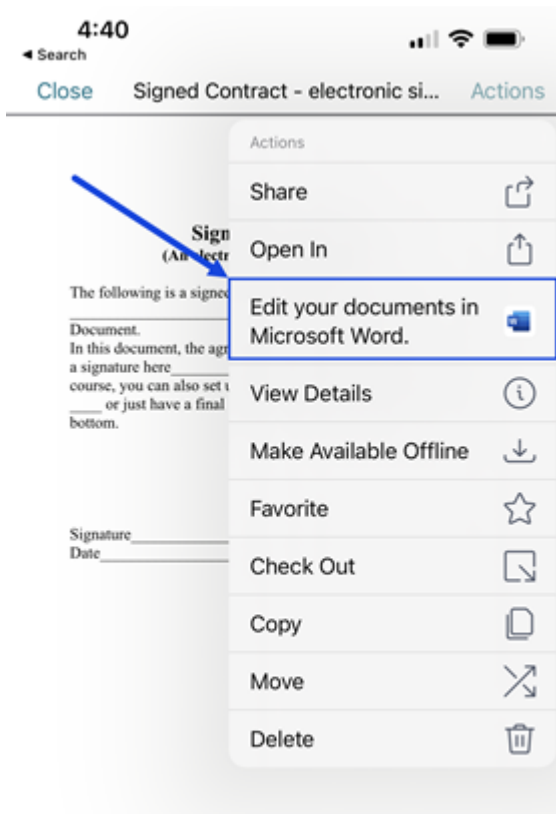 4:40
◀ Search
Close Signed Contract - electronic si... Actions
Actions
Share
Open In
Edit your documents in
Microsoft Word.
View Details
Make Available Offline
Favorite
Check Out
Copy
Move
Delete
(An
The following is a signed
Document.
In this document, the
a signature here
course, you can also set
or just have a final
bottom.
Signature
Date